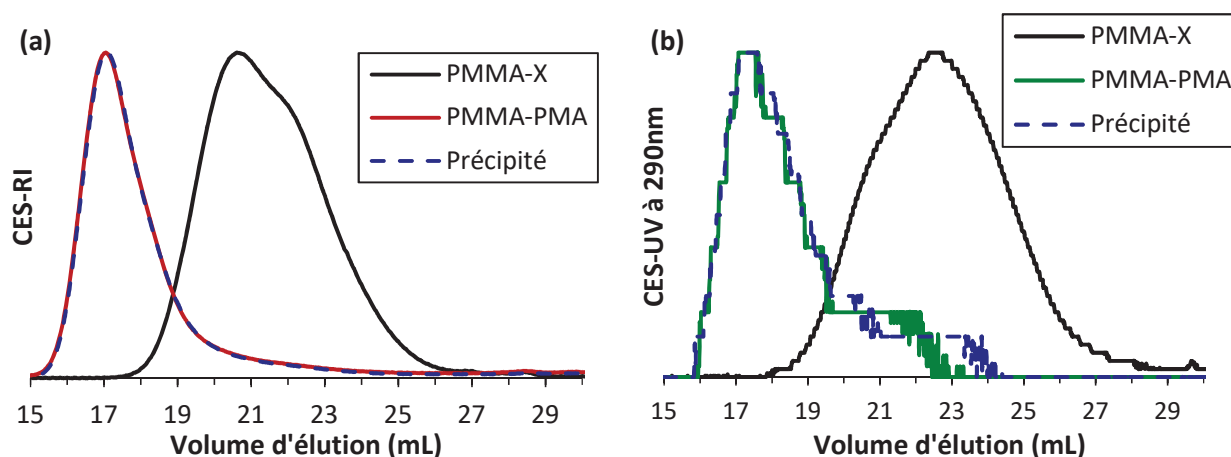 (a)
PMMA-X
PMMA-PMA
Précipité
CES-RI
15 17 19 21 23 25 27 29
Volume d'élution (mL)
(b)
PMMA-X
PMMA-PMA
Précipité
CES-UV à 290nm
15 17 19 21 23 25 27 29
Volume d'élution (mL)